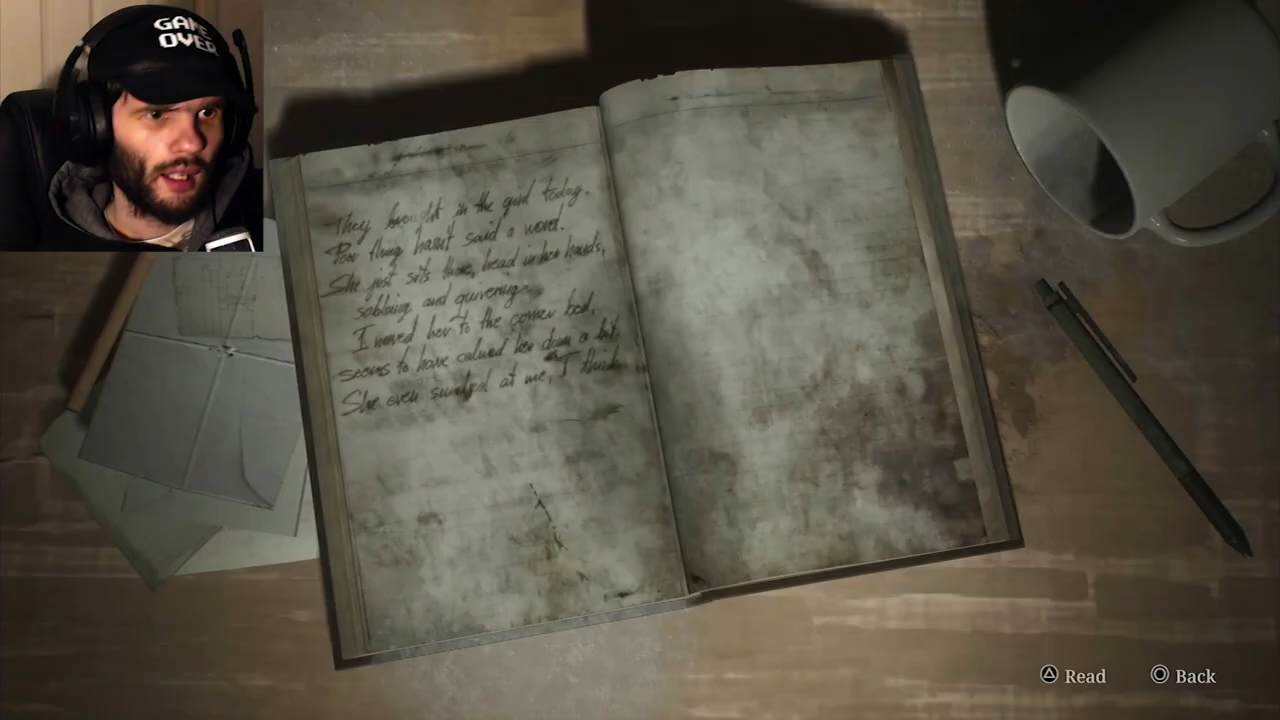 GAME
OVER
They brought in the girl today.
Poor thing hasn't said a word.
She just sits there, head in her hands,
sobbing and quivering.
I moved her to the corner bed,
seems to have calmed her down a bit.
She even smiled at me, I think...
Read
Back